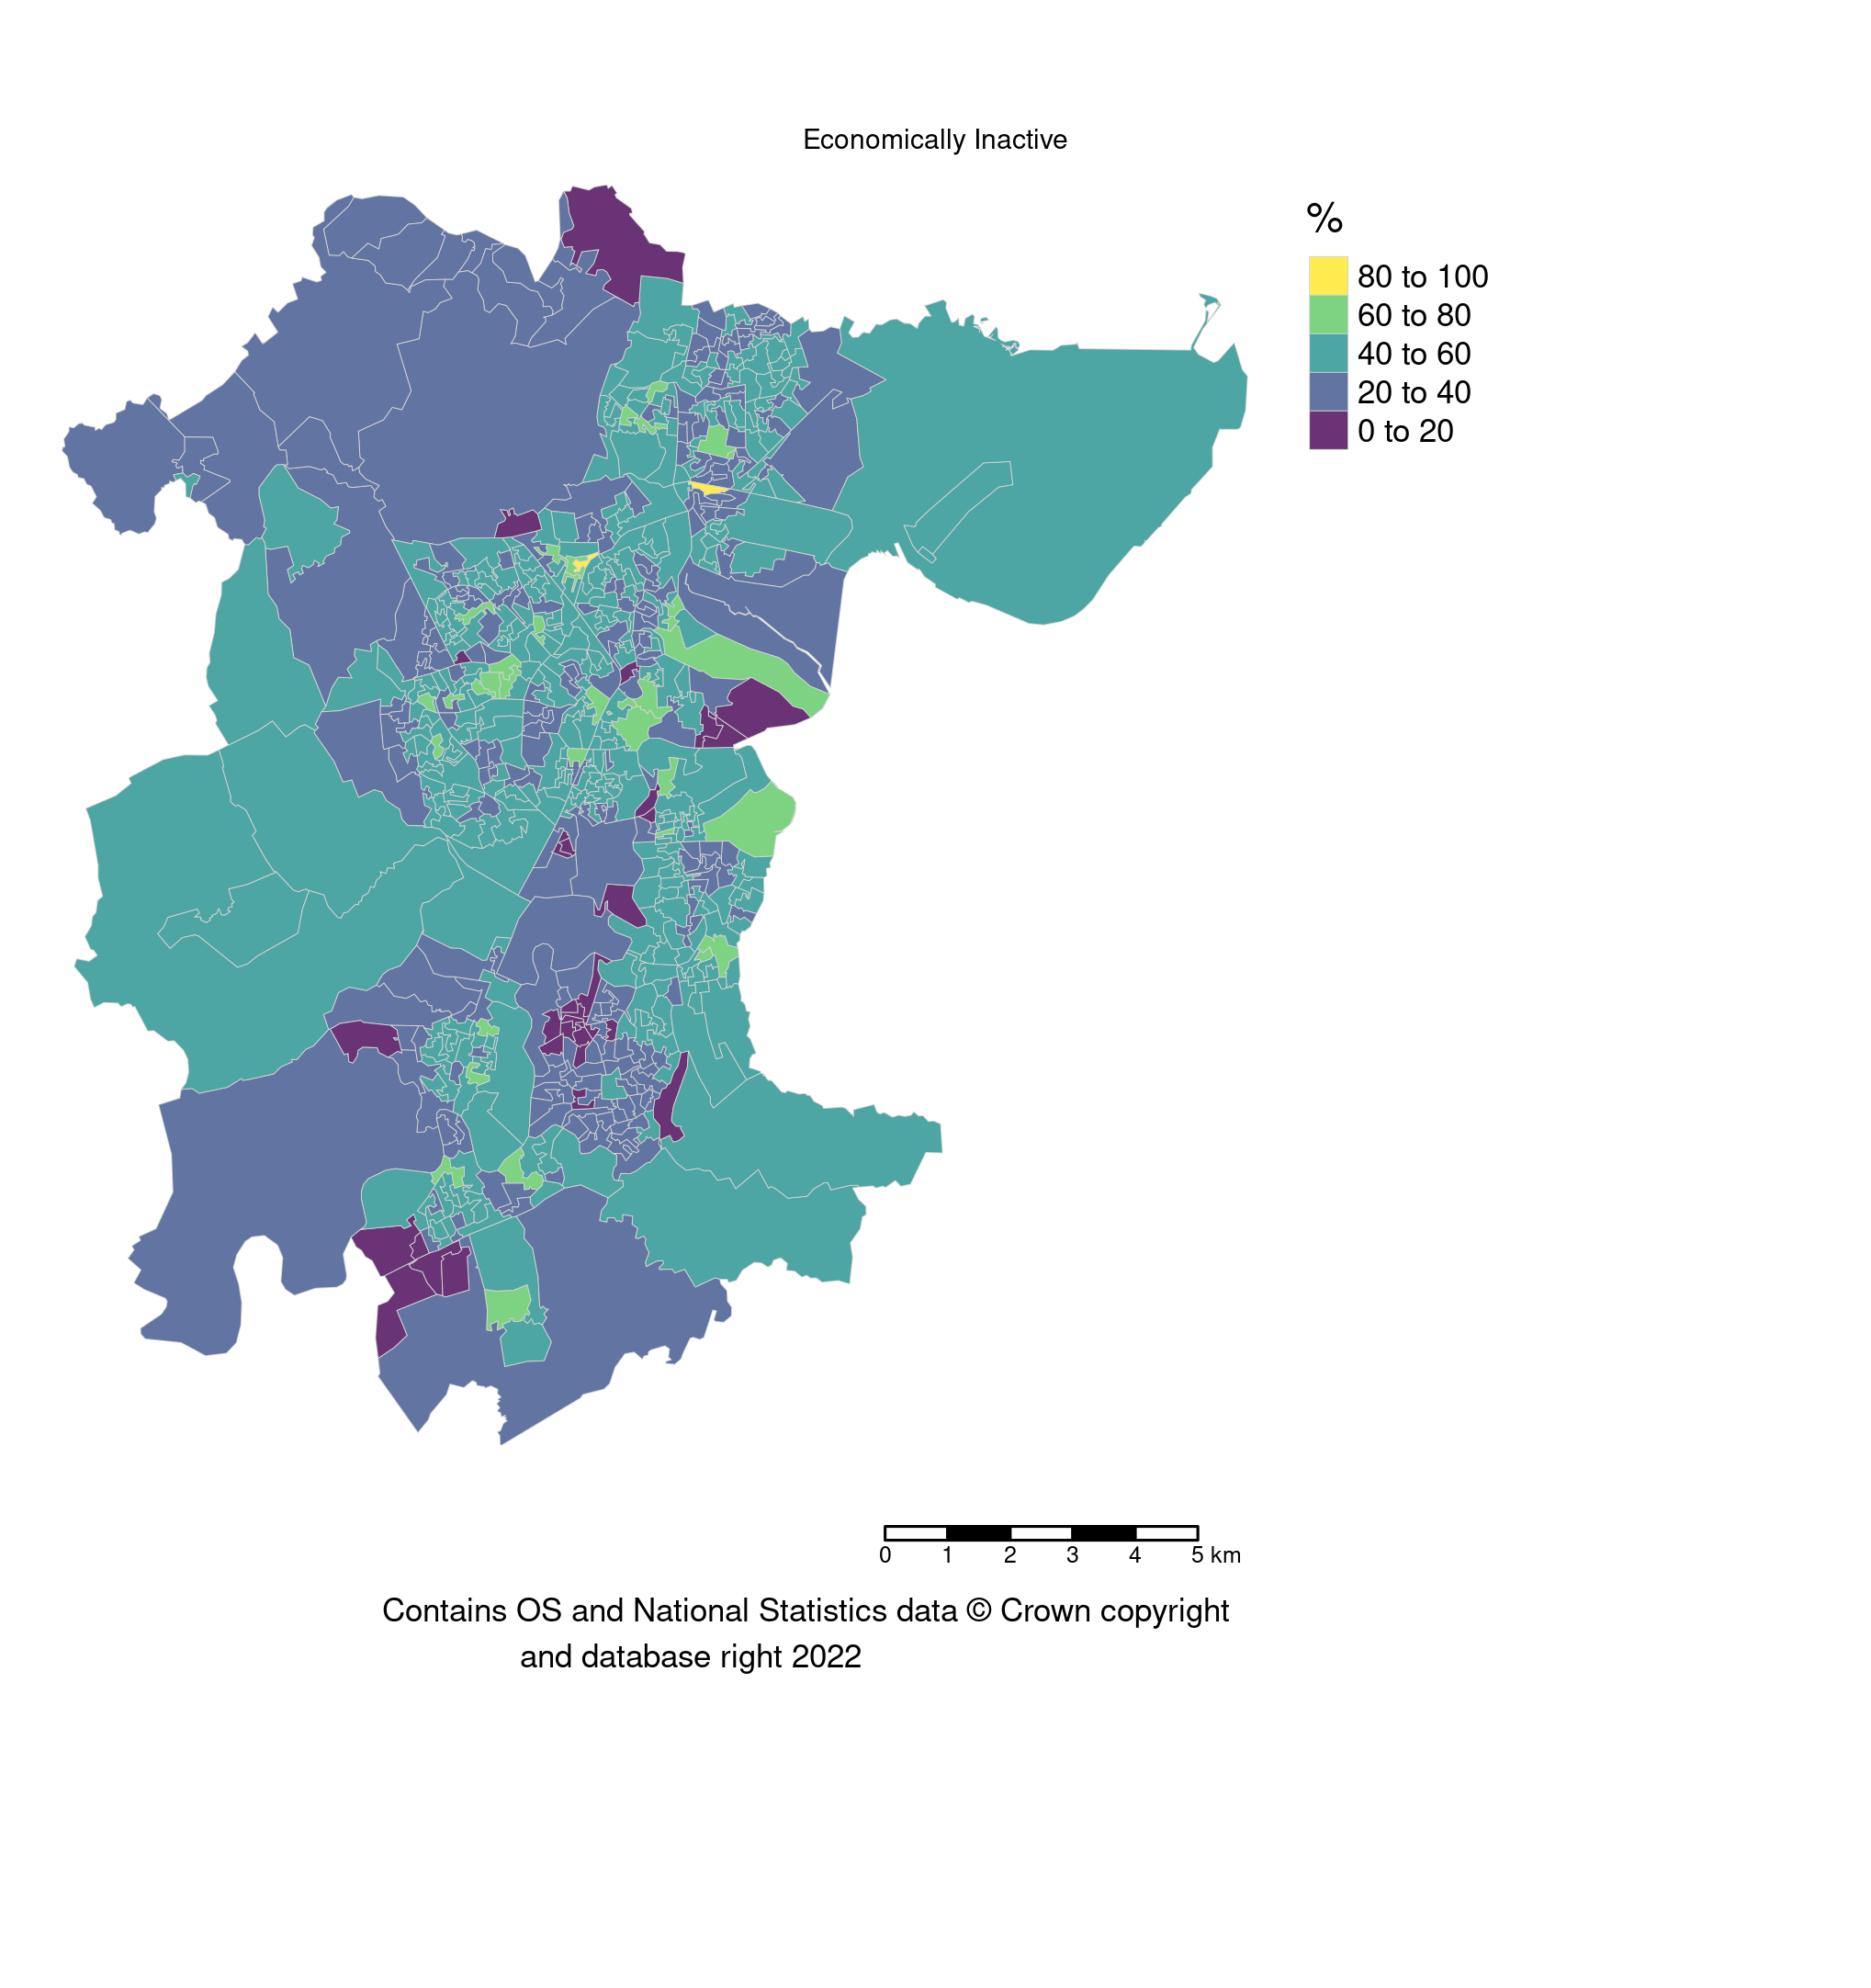 Economically Inactive
%
80 to 100
60 to 80
40 to 60
20 to 40
0 to 20
0 1 2 3 4 5 km
Contains OS and National Statistics data © Crown copyright
and database right 2022